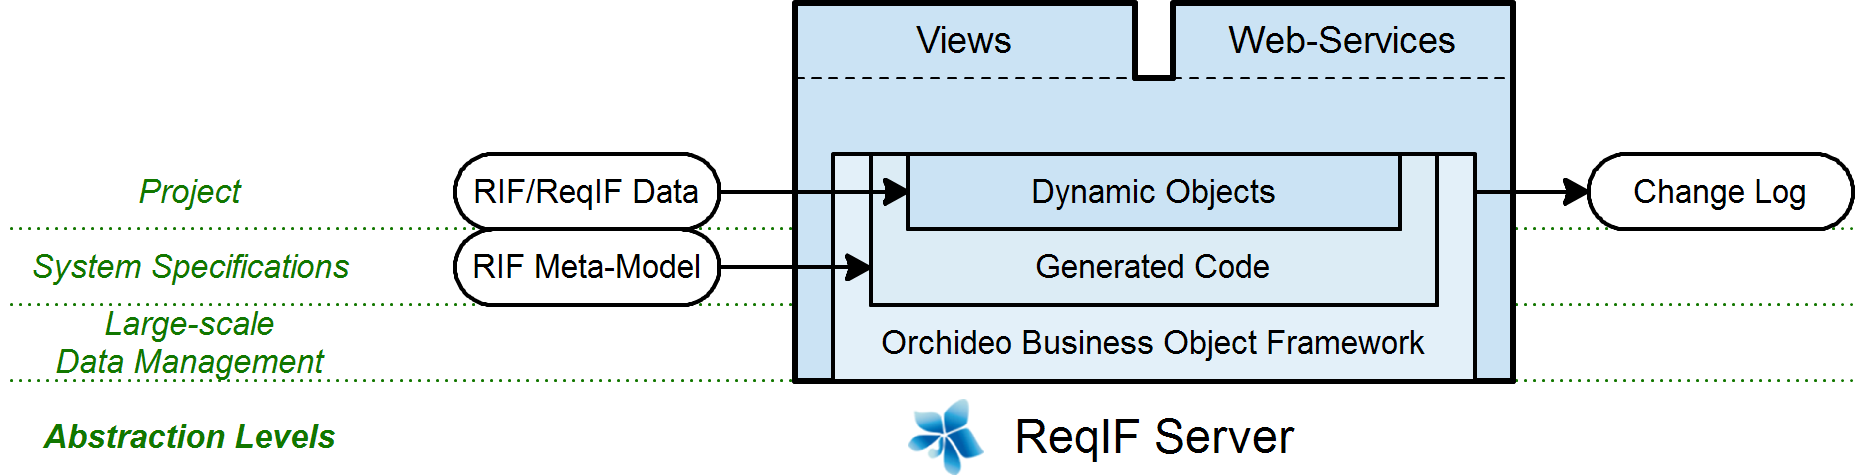 Views
Web-Services
Project
RIF/ReqIF Data
Dynamic Objects
Change Log
System Specifications
RIF Meta-Model
Generated Code
Large-scale
Data Management
Orchideo Business Object Framework
Abstraction Levels
ReqIF Server